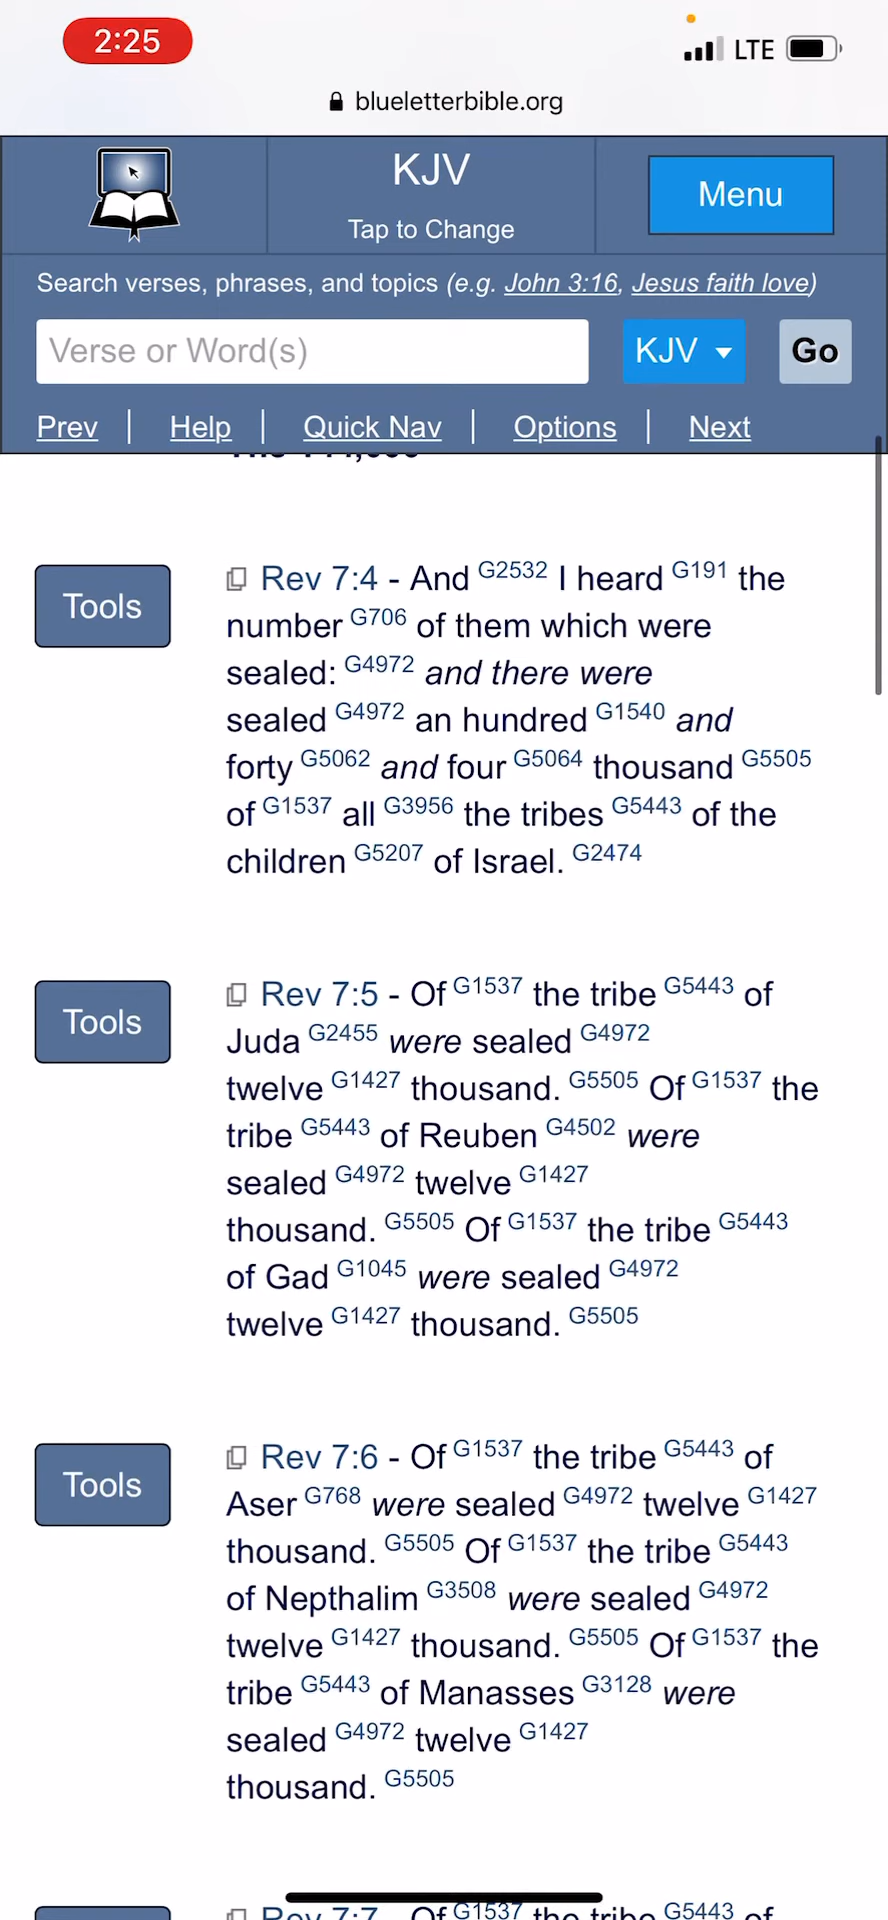 2:25
LTE
blueletterbible.org
KJV
Tap to Change
Menu
Search verses, phrases, and topics (e.g. John 3:16, Jesus faith love)
Verse or Word(s)
KJV
Go
Prev | Help | Quick Nav | Options | Next
Tools
Rev 7:4 - And G2532 I heard G191 the
number G706 of them which were
sealed: G4972 and there were
sealed G4972 an hundred G1540 and
forty G5062 and four G5064 thousand G5505
of G1537 all G3956 the tribes G5443 of the
children G5207 of Israel. G2474
Tools
Rev 7:5 - Of G1537 the tribe G5443 of
Juda G2455 were sealed G4972
twelve G1427 thousand. G5505 Of G1537 the
tribe G5443 of Reuben G4502 were
sealed G4972 twelve G1427
thousand. G5505 Of G1537 the tribe G5443
of Gad G1045 were sealed G4972
twelve G1427 thousand. G5505
Tools
Rev 7:6 - Of G1537 the tribe G5443 of
Aser G768 were sealed G4972 twelve G1427
thousand. G5505 Of G1537 the tribe G5443
of Nepthalim G3508 were sealed G4972
twelve G1427 thousand. G5505 Of G1537 the
tribe G5443 of Manasses G3128 were
sealed G4972 twelve G1427
thousand. G5505
Rev 7:7 - Of G1537 the tribe G5443 of